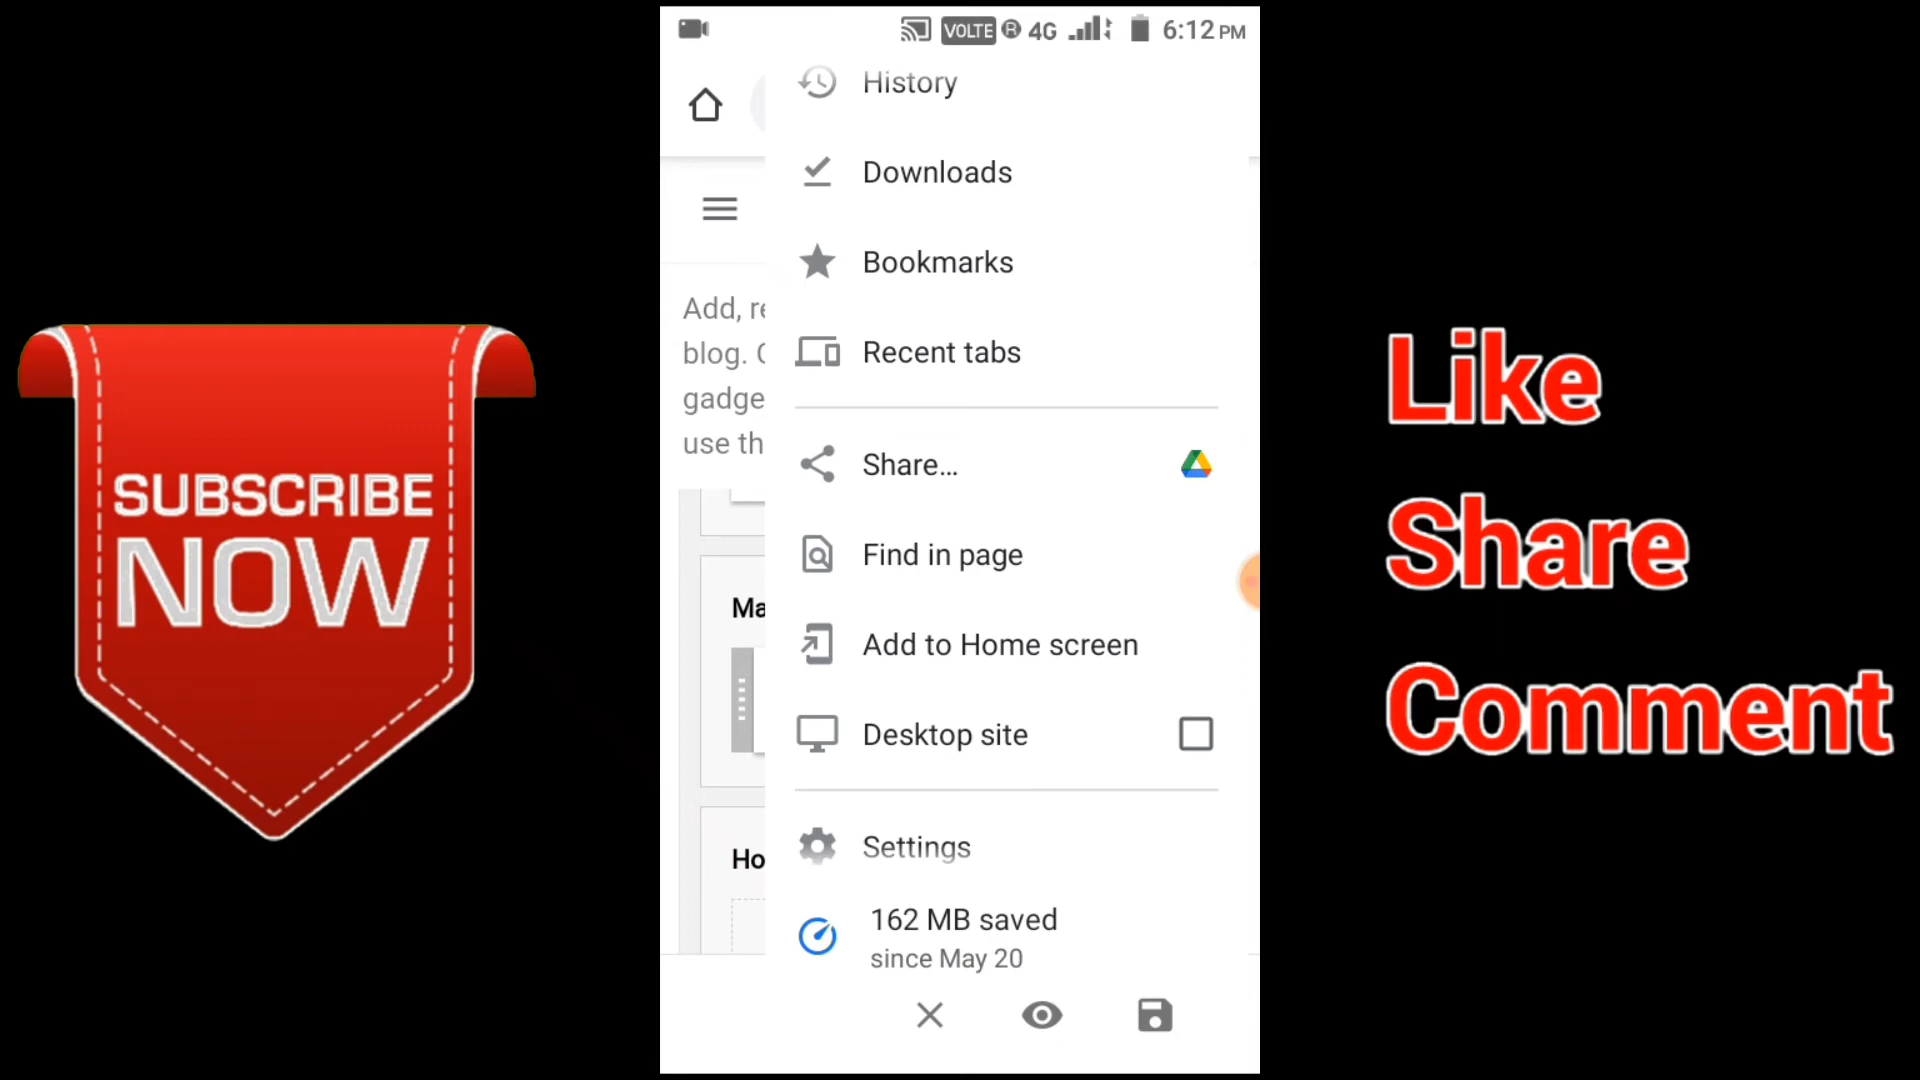 SUBSCRIBE
NOW
VOLTE R 4G 6:12 PM
History
Downloads
Bookmarks
Recent tabs
Share...
Find in page
Add to Home screen
Desktop site
Settings
162 MB saved
since May 20
Add, re
blog. C
gadge
use th
Ma
Ho
Like
Share
Comment